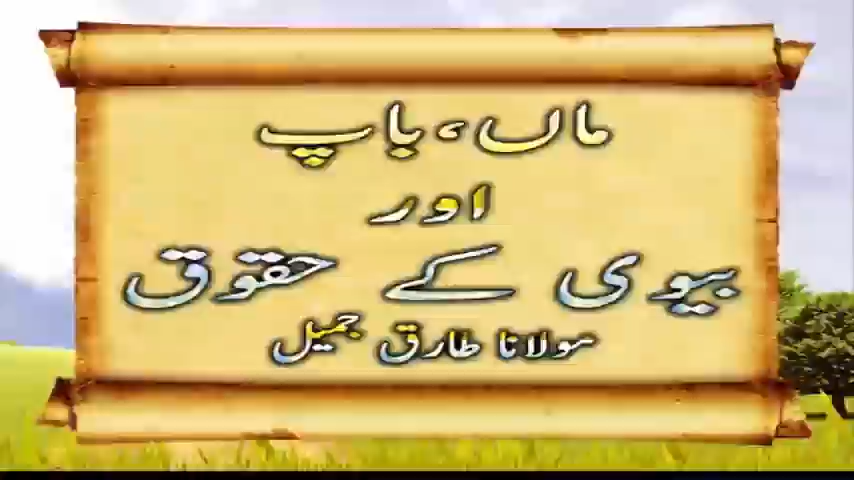 ماں، باپ
اور
بیوی کے حقوق
مولانا طارق جمیل